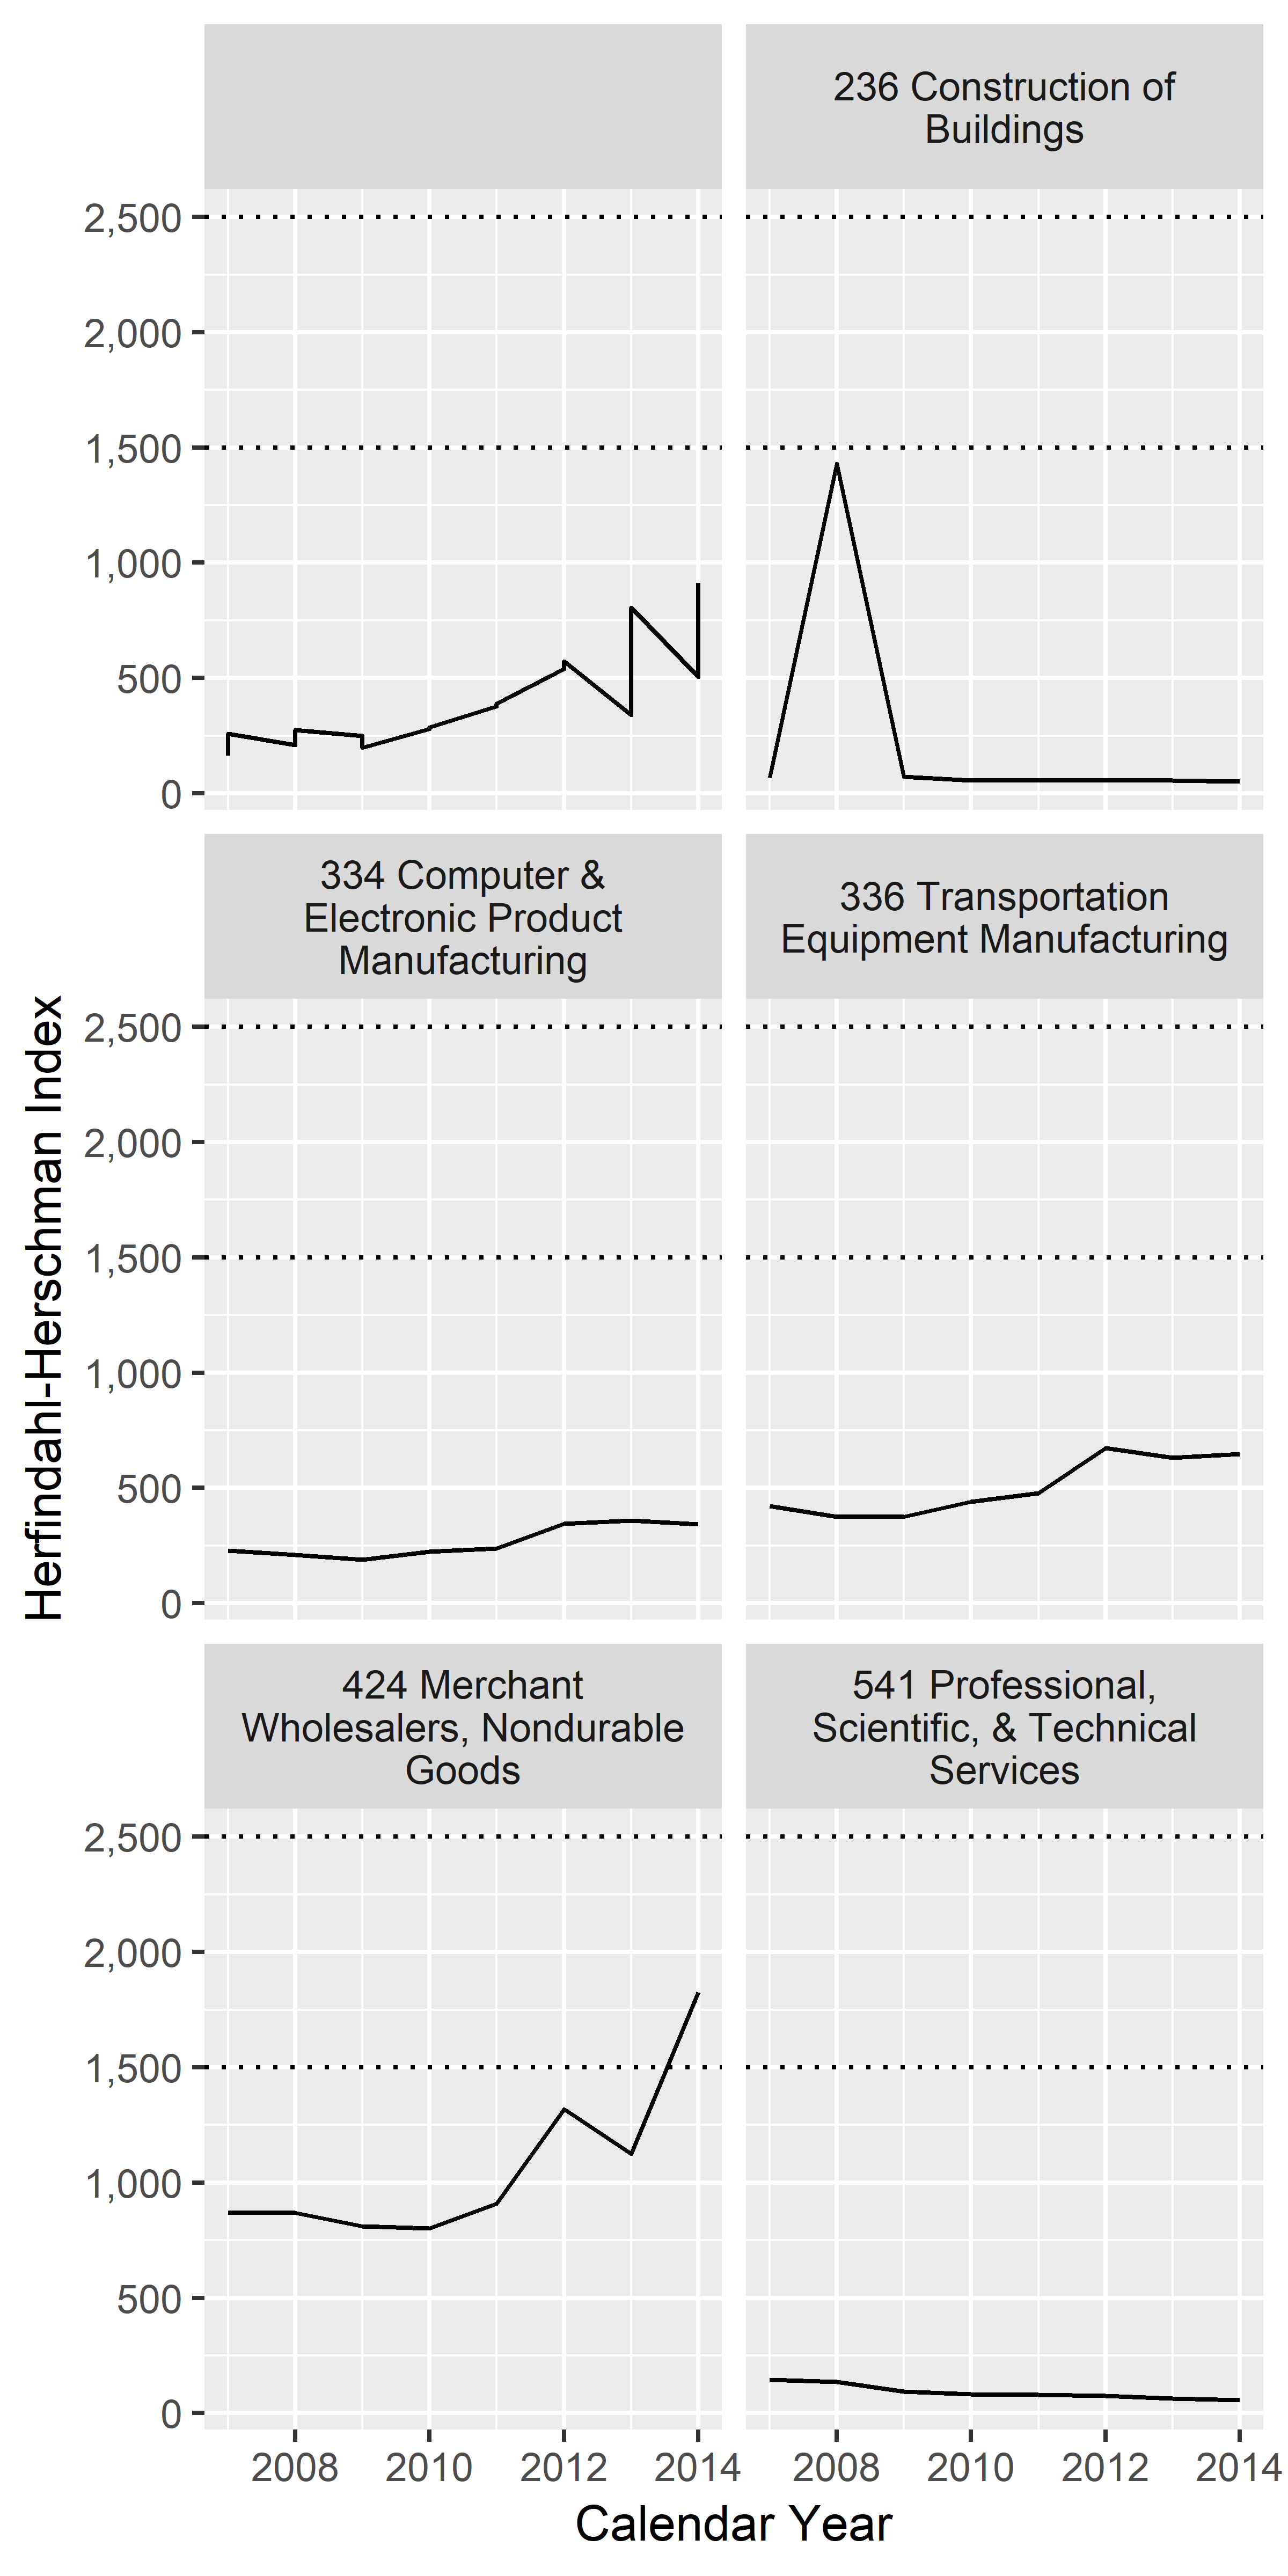 236 Construction of
Buildings
2,500
2,000
1,500
1,000
500
0
334 Computer &
Electronic Product
Manufacturing
336 Transportation
Equipment Manufacturing
2,500
2,000
1,500
1,000
500
0
Herfindahl-Herschman Index
424 Merchant
Wholesalers, Nondurable
Goods
541 Professional,
Scientific, & Technical
Services
2,500
2,000
1,500
1,000
500
0
2008 2010 2012 2014 2008 2010 2012 2014
Calendar Year